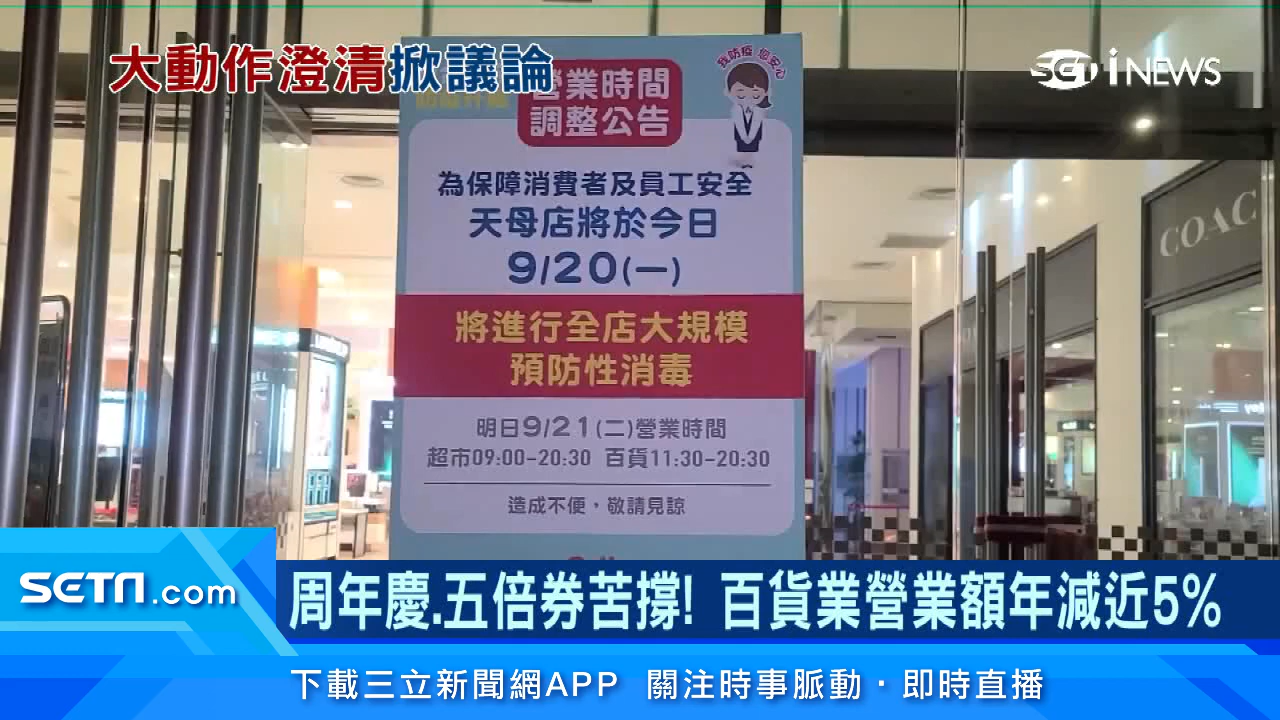 大動作澄清掀議論
SETN iNEWS
我防疫 您安心
營業時間
調整公告
為保障消費者及員工安全
天母店將於今日
9/20(一)
將進行全店大規模
預防性消毒
明日9/21(二)營業時間
超市09:00-20:30 百貨11:30-20:30
造成不便,敬請見諒
COAC
SETN.com
周年慶.五倍券苦撐! 百貨業營業額年減近5%
下載三立新聞網APP 關注時事脈動·即時直播